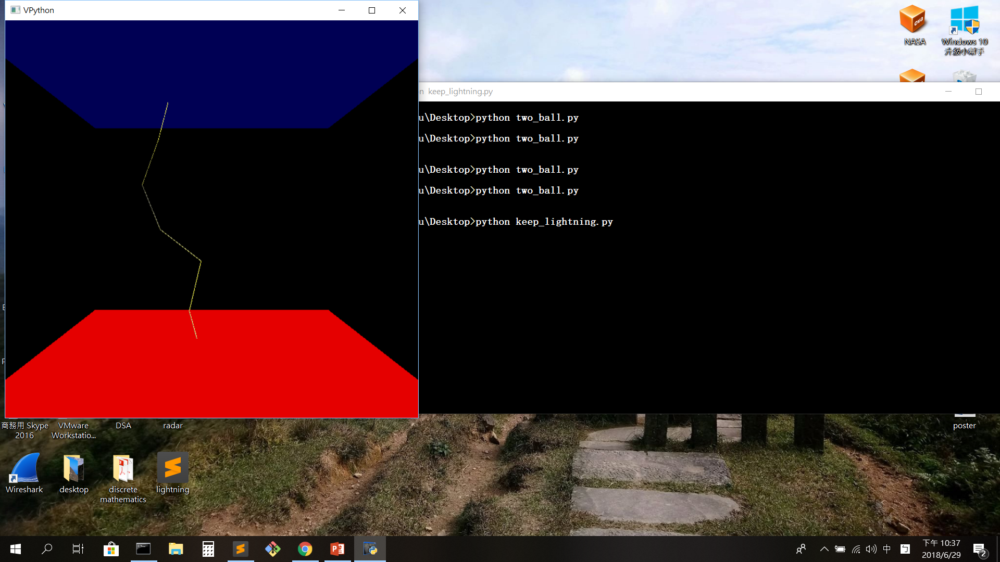 VPython
NASA
Windows 10
升級小幫手
n keep_lightning.py
u\Desktop>python two_ball.py
u\Desktop>python two_ball.py
u\Desktop>python two_ball.py
u\Desktop>python two_ball.py
u\Desktop>python keep_lightning.py
商務用 Skype
2016
VMware
Workstatio...
DSA
radar
poster
Wireshark
desktop
discrete
mathematics
lightning
中
下午 10:37
2018/6/29
2